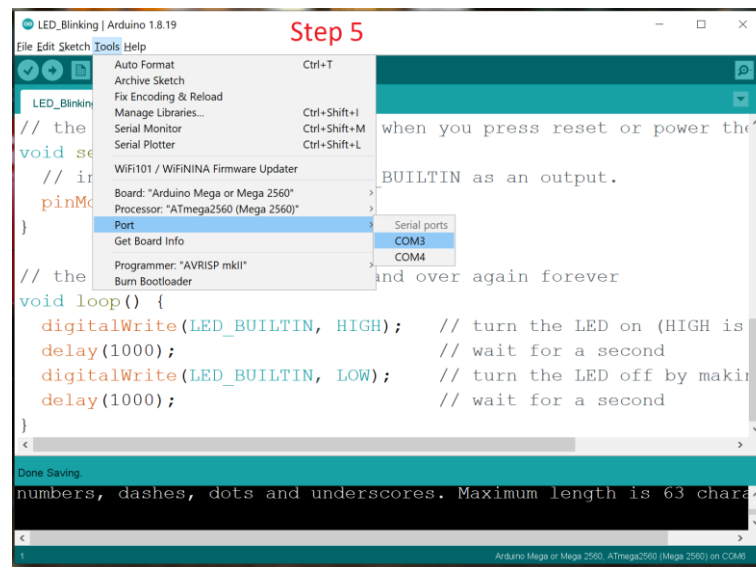 LED_Blinking | Arduino 1.8.19
Step 5
File Edit Sketch Tools Help
Auto Format Ctrl+T
Archive Sketch
Fix Encoding & Reload
Manage Libraries... Ctrl+Shift+I
Serial Monitor Ctrl+Shift+M
Serial Plotter Ctrl+Shift+L
WiFi101 / WiFiNINA Firmware Updater
Board: "Arduino Mega or Mega 2560"
Processor: "ATmega2560 (Mega 2560)"
Port
Get Board Info
Programmer: "AVRISP mkII"
Burn Bootloader
Serial ports
COM3
COM4
LED_Blinking
// the when you press reset or power the
void se
// in _BUILTIN as an output.
pinMo
}
// the and over again forever
void loop() {
digitalWrite(LED_BUILTIN, HIGH); // turn the LED on (HIGH is
delay(1000); // wait for a second
digitalWrite(LED_BUILTIN, LOW); // turn the LED off by makin
delay(1000); // wait for a second
}
Done Saving.
numbers, dashes, dots and underscores. Maximum length is 63 chara
1 Arduino Mega or Mega 2560, ATmega2560 (Mega 2560) on COM6